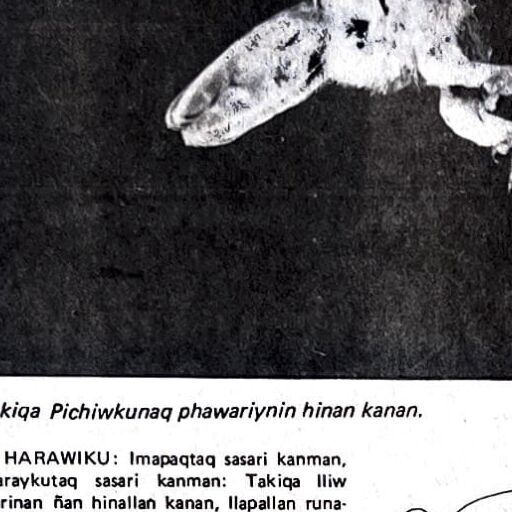 kiqa Pichiwkunaq phawariynin hinan kanan.
HARAWIKU: Imapaqtaq sasari kanman,
araykutaq sasari kanman: Takiqa lliw
rinan ñan hinallan kanan, llapallan runa-